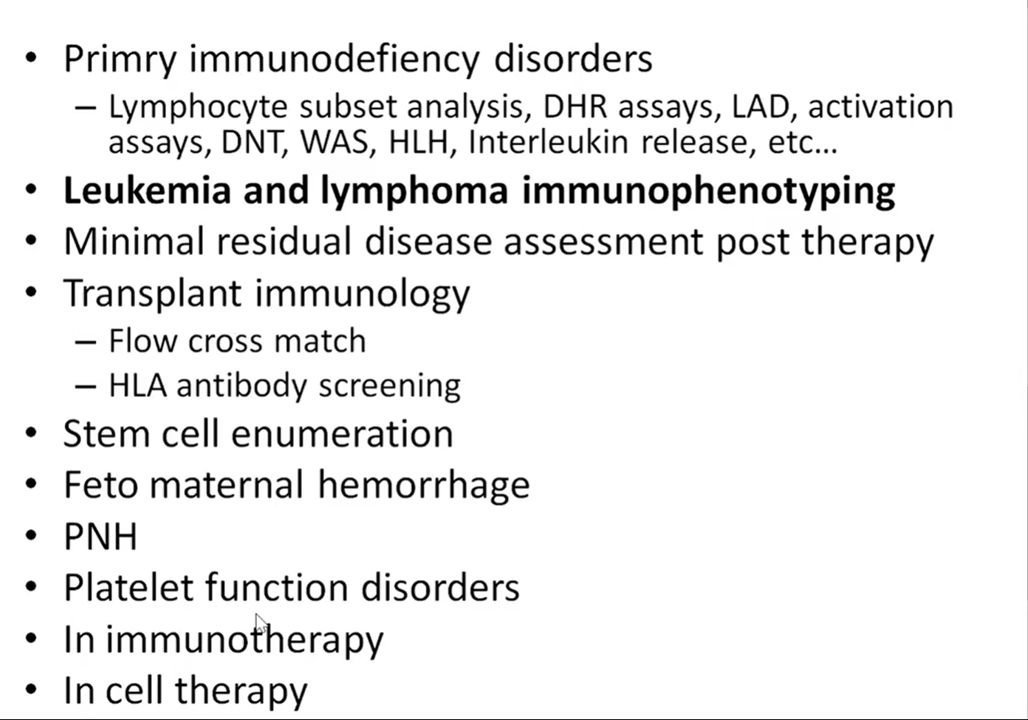 • Primry immunodefiency disorders
– Lymphocyte subset analysis, DHR assays, LAD, activation
assays, DNT, WAS, HLH, Interleukin release, etc...
• Leukemia and lymphoma immunophenotyping
• Minimal residual disease assessment post therapy
• Transplant immunology
– Flow cross match
– HLA antibody screening
• Stem cell enumeration
• Feto maternal hemorrhage
• PNH
• Platelet function disorders
• In immunotherapy
• In cell therapy